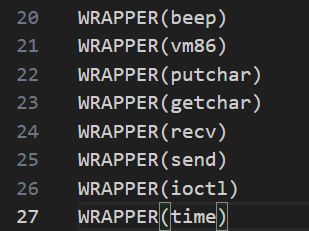 20 WRAPPER(beep)
21 WRAPPER(vm86)
22 WRAPPER(putchar)
23 WRAPPER(getchar)
24 WRAPPER(recv)
25 WRAPPER(send)
26 WRAPPER(ioctl)
27 WRAPPER(time)